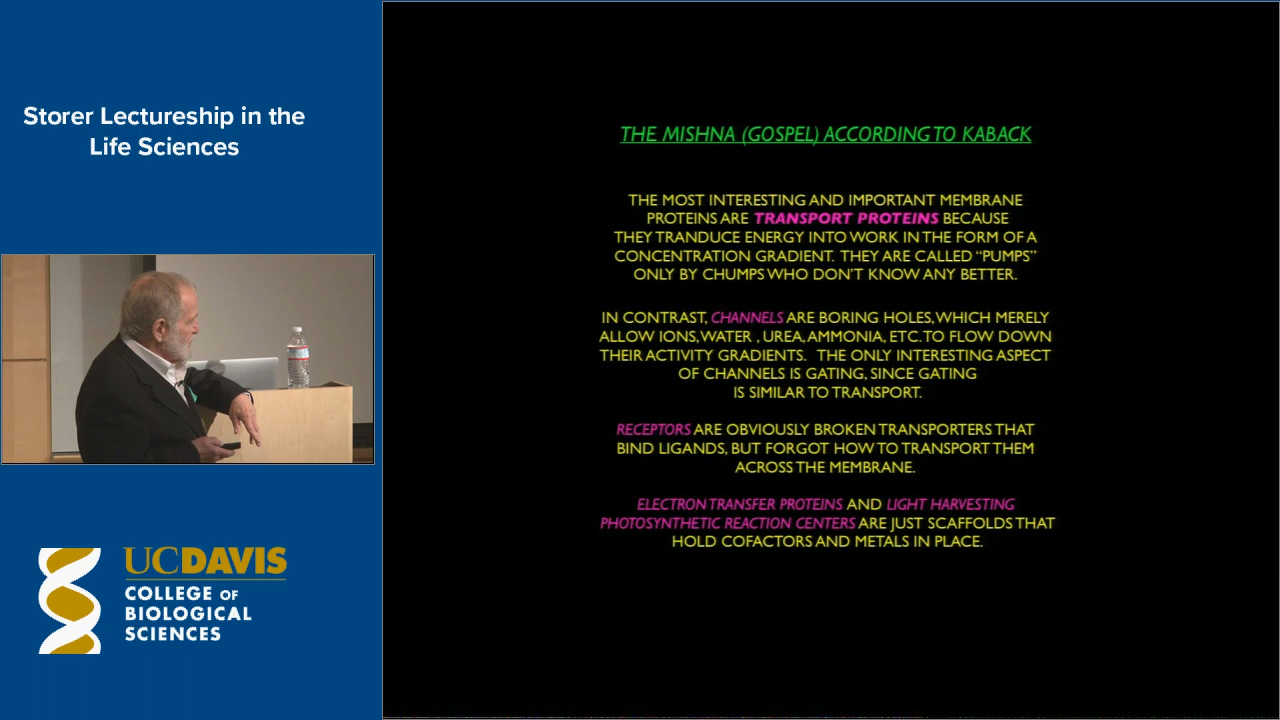 Storer Lectureship in the
Life Sciences
UCDAVIS
COLLEGE OF
BIOLOGICAL
SCIENCES
THE MISHNA (GOSPEL) ACCORDING TO KABACK
THE MOST INTERESTING AND IMPORTANT MEMBRANE
PROTEINS ARE TRANSPORT PROTEINS BECAUSE
THEY TRANDUCE ENERGY INTO WORK IN THE FORM OF A
CONCENTRATION GRADIENT. THEY ARE CALLED “PUMPS”
ONLY BY CHUMPS WHO DON’T KNOW ANY BETTER.
IN CONTRAST, CHANNELS ARE BORING HOLES, WHICH MERELY
ALLOW IONS, WATER , UREA, AMMONIA, ETC. TO FLOW DOWN
THEIR ACTIVITY GRADIENTS. THE ONLY INTERESTING ASPECT
OF CHANNELS IS GATING, SINCE GATING
IS SIMILAR TO TRANSPORT.
RECEPTORS ARE OBVIOUSLY BROKEN TRANSPORTERS THAT
BIND LIGANDS, BUT FORGOT HOW TO TRANSPORT THEM
ACROSS THE MEMBRANE.
ELECTRON TRANSFER PROTEINS AND LIGHT HARVESTING
PHOTOSYNTHETIC REACTION CENTERS ARE JUST SCAFFOLDS THAT
HOLD COFACTORS AND METALS IN PLACE.